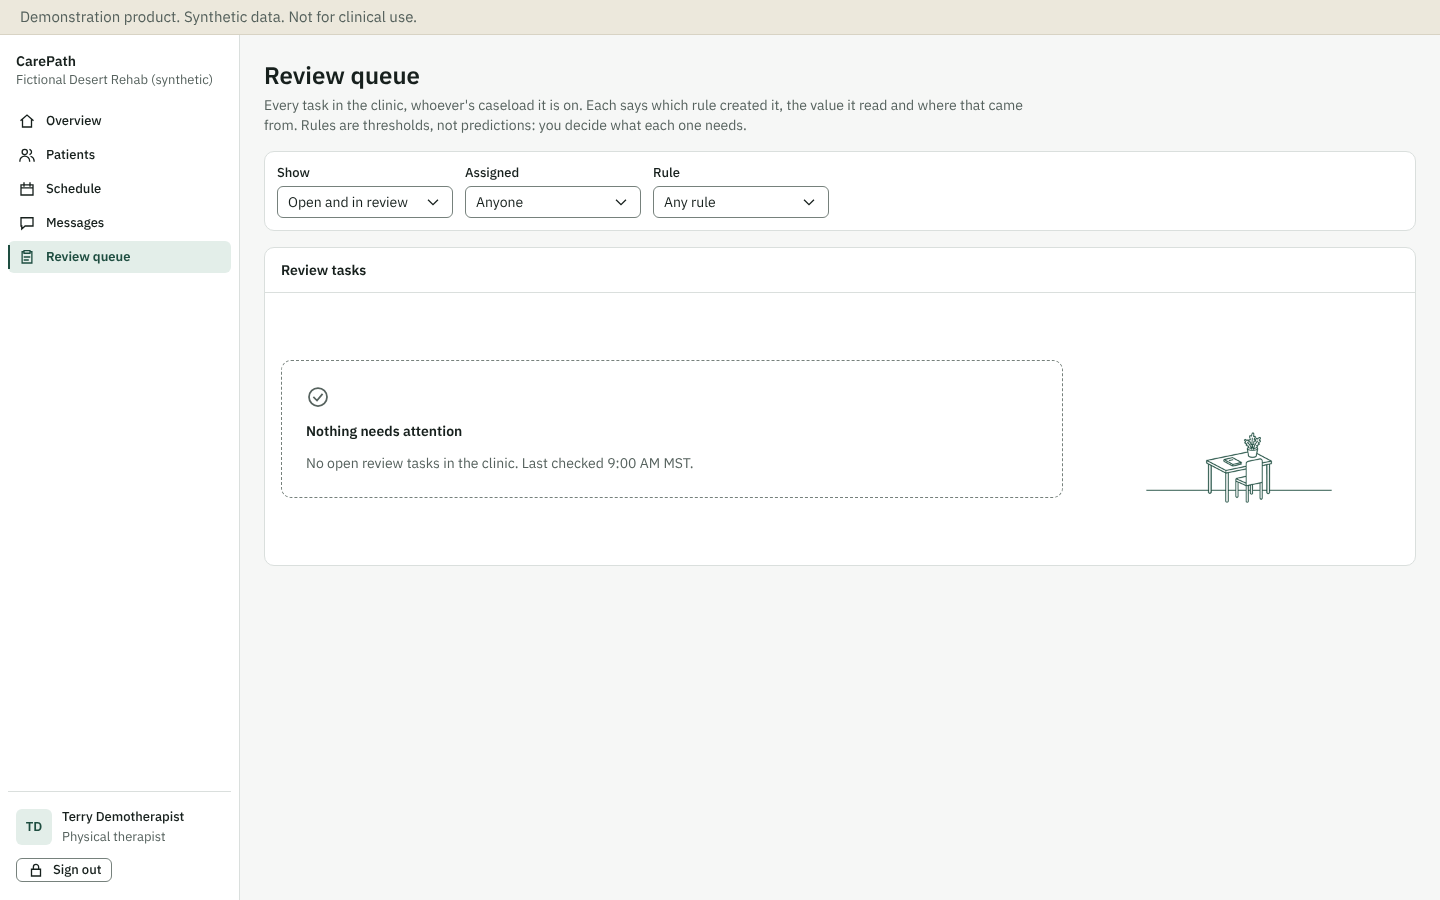 Demonstration product. Synthetic data. Not for clinical use.
CarePath
Fictional Desert Rehab (synthetic)
Overview
Patients
Schedule
Messages
Review queue
Terry Demotherapist
TD
Physical therapist
Sign out
Review queue
Every task in the clinic, whoever's caseload it is on. Each says which rule created it, the value it read and where that came
from. Rules are thresholds, not predictions: you decide what each one needs.
Show
Assigned
Rule
Open and in review
Anyone
Any rule
Review tasks
Nothing needs attention
No open review tasks in the clinic. Last checked 9:00 AM MST.